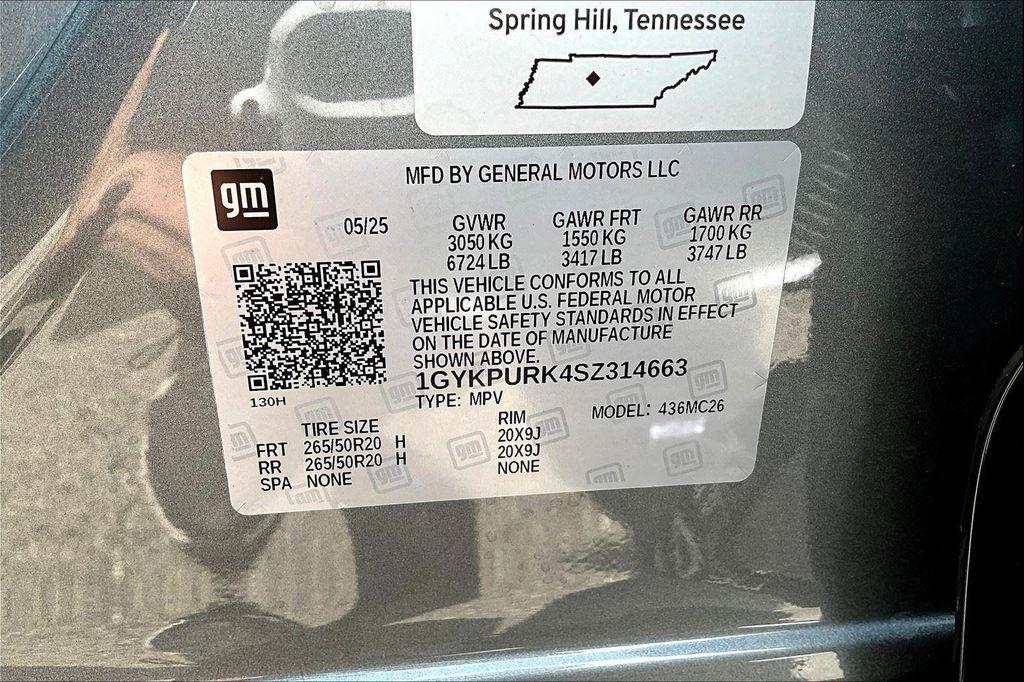 Spring Hill, Tennessee
gm
MFD BY GENERAL MOTORS LLC
05/25
GVWR GAWR FRT GAWR RR
3050 KG 1550 KG 1700 KG
6724 LB 3417 LB 3747 LB
THIS VEHICLE CONFORMS TO ALL
APPLICABLE U.S. FEDERAL MOTOR
VEHICLE SAFETY STANDARDS IN EFFECT
ON THE DATE OF MANUFACTURE
SHOWN ABOVE.
1GYKPURK4SZ314663
130H
TYPE: MPV MODEL: 436MC26
TIRE SIZE RIM
FRT 265/50R20 H 20X9J
RR 265/50R20 H 20X9J
SPA NONE NONE